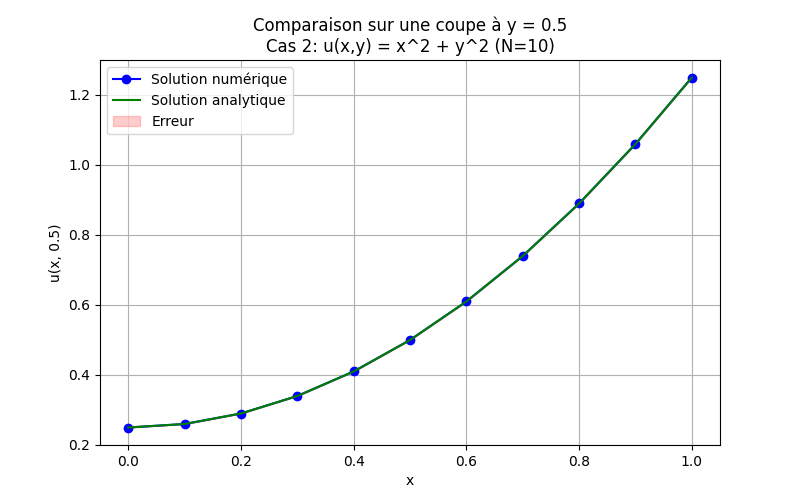 Comparaison sur une coupe à y = 0.5
Cas 2: u(x,y) = x^2 + y^2 (N=10)
Solution numérique
Solution analytique
Erreur
1.2
1.0
0.8
0.6
0.4
0.2
u(x, 0.5)
0.0
0.2
0.4
0.6
0.8
1.0
x